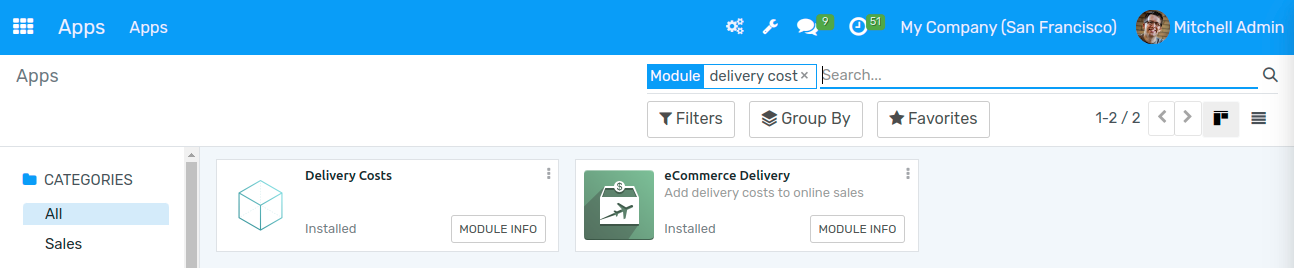 Apps Apps 9 51 My Company (San Francisco) Mitchell Admin
Apps Module delivery cost × Search...
Filters Group By Favorites 1-2 / 2
CATEGORIES
All
Sales
Delivery Costs
Installed MODULE INFO
$
eCommerce Delivery
Add delivery costs to online sales
Installed MODULE INFO